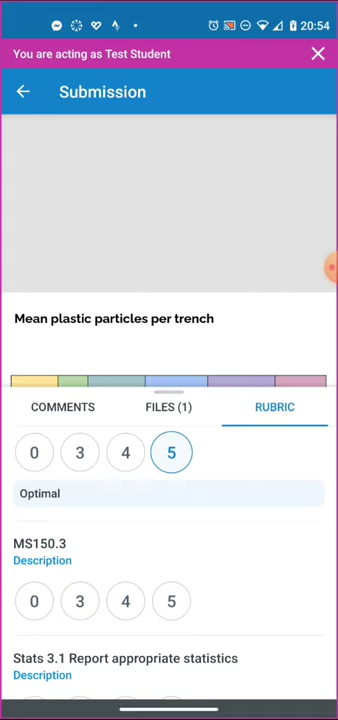 20:54
You are acting as Test Student
Submission
Mean plastic particles per trench
COMMENTS FILES (1) RUBRIC
0 3 4 5
Optimal
MS150.3
Description
0 3 4 5
Stats 3.1 Report appropriate statistics
Description